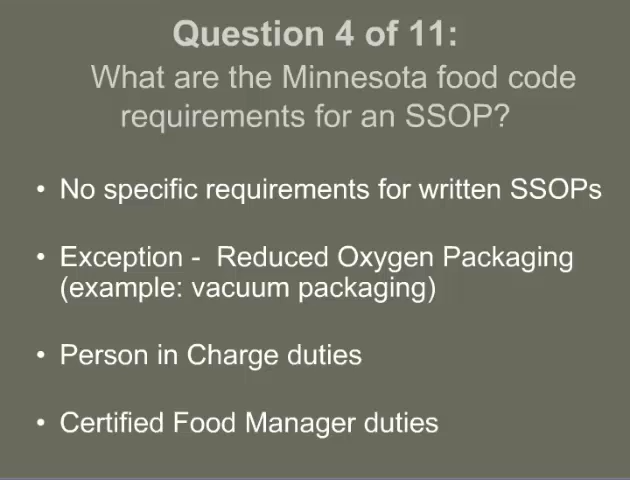 Question 4 of 11:
What are the Minnesota food code
requirements for an SSOP?
• No specific requirements for written SSOPs
• Exception - Reduced Oxygen Packaging
(example: vacuum packaging)
• Person in Charge duties
• Certified Food Manager duties